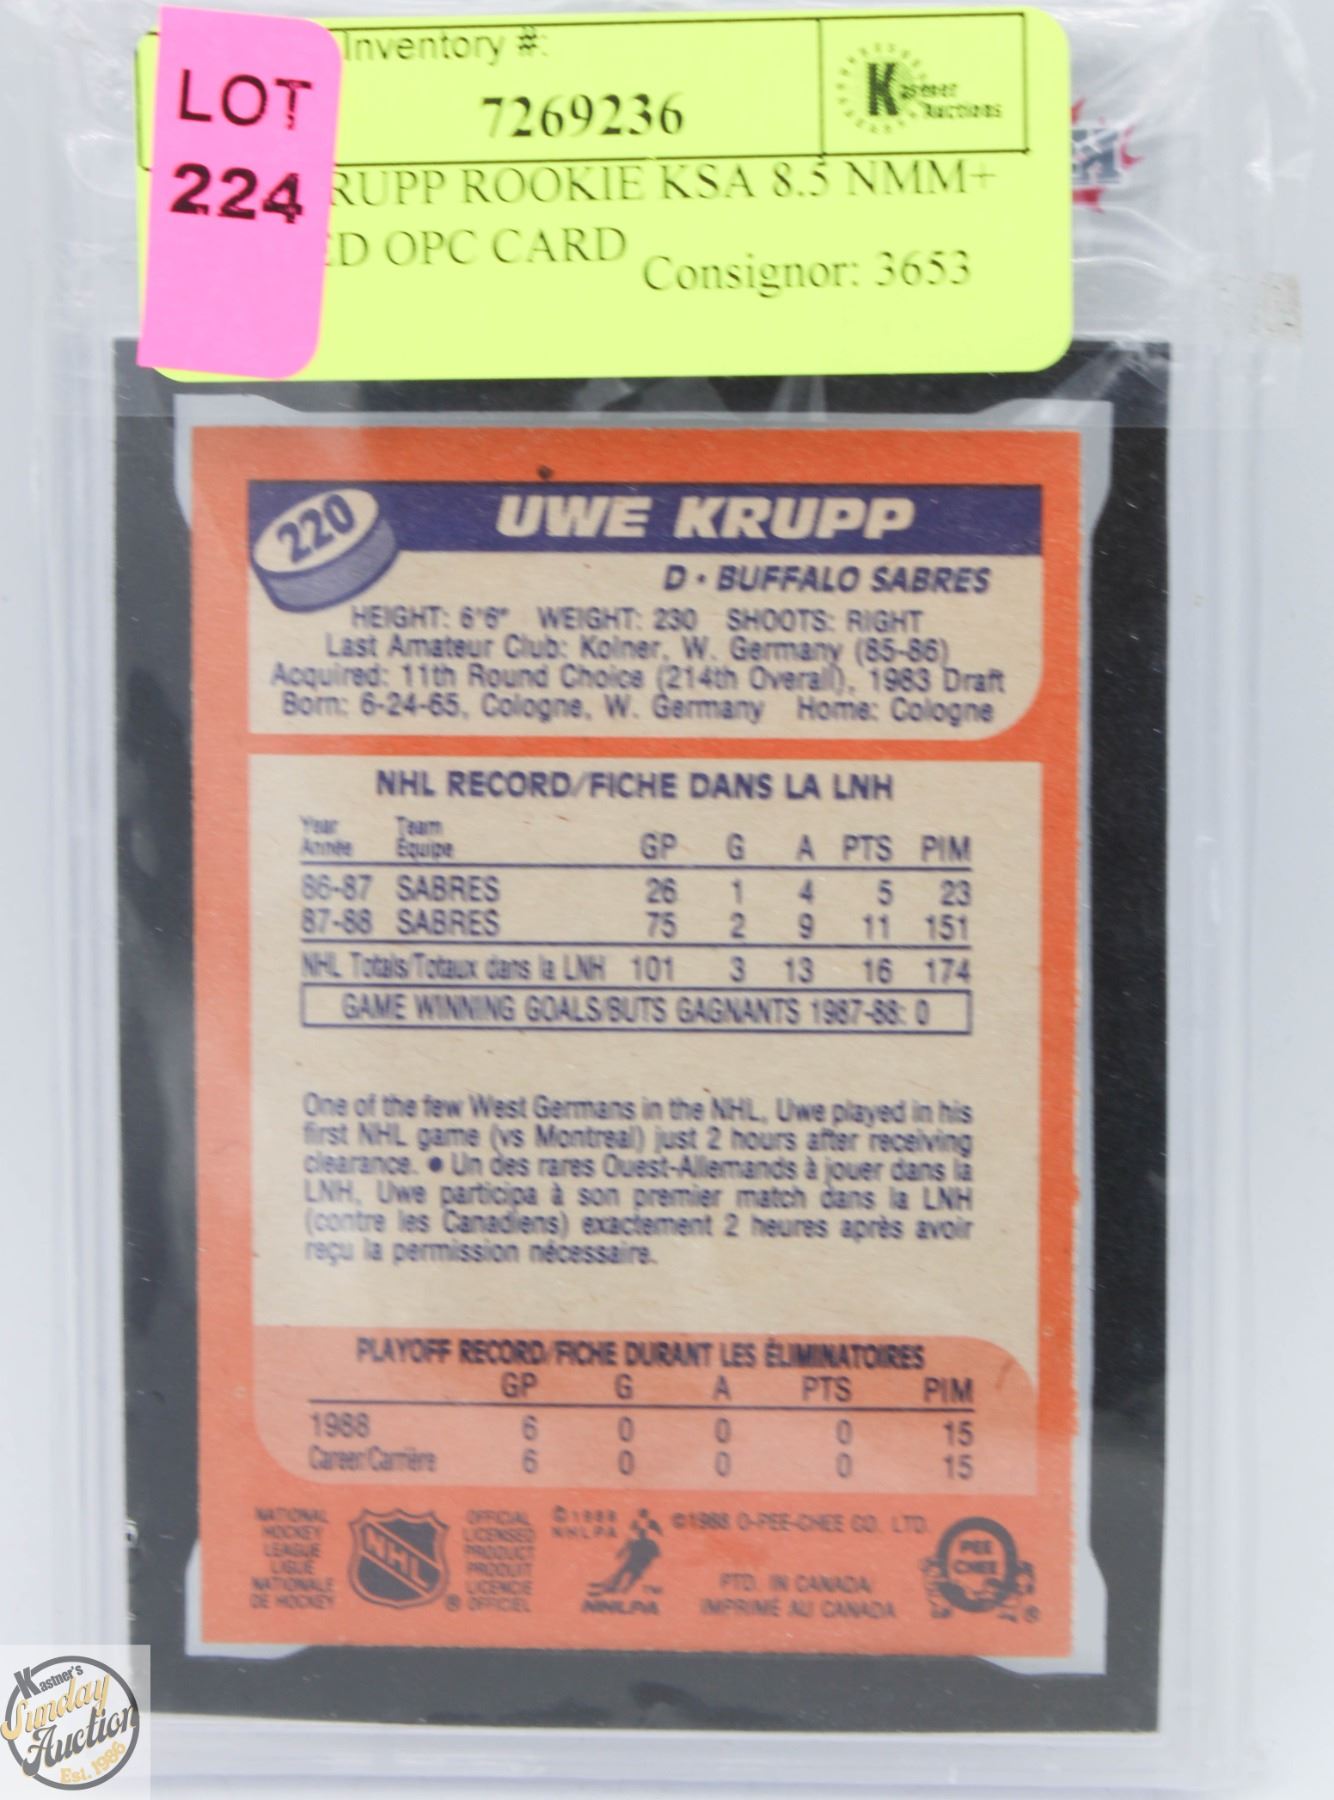 LOT
224
Inventory #:
7269236
Kastner
Auctions
KRUPP ROOKIE KSA 8.5 NMM+
ED OPC CARD
Consignor: 3653
220
UWE KRUPP
D • BUFFALO SABRES
HEIGHT: 6'6" WEIGHT: 230 SHOOTS: RIGHT
Last Amateur Club: Kolner, W. Germany (85-86)
Acquired: 11th Round Choice (214th Overall), 1983 Draft
Born: 6-24-65, Cologne, W. Germany Home: Cologne
NHL RECORD/FICHE DANS LA LNH
Year Team
Année Équipe GP G A PTS PIM
86-87 SABRES 26 1 4 5 23
87-88 SABRES 75 2 9 11 151
NHL Totals/Totaux dans la LNH 101 3 13 16 174
GAME WINNING GOALS/BUTS GAGNANTS 1987-88: 0
One of the few West Germans in the NHL, Uwe played in his
first NHL game (vs Montreal) just 2 hours after receiving
clearance. • Un des rares Ouest-Allemands à jouer dans la
LNH, Uwe participa à son premier match dans la LNH
(contre les Canadiens) exactement 2 heures après avoir
reçu la permission nécessaire.
PLAYOFF RECORD/FICHE DURANT LES ÉLIMINATOIRES
GP G A PTS PIM
1988 6 0 0 0 15
Career/Carrière 6 0 0 0 15
NATIONAL
HOCKEY
LEAGUE
LIGUE
NATIONALE
DE HOCKEY
NHL
®
OFFICIAL
LICENSED
PRODUCT
PRODUIT
LICENCIE
OFFICIEL
©1988
NHLPA
TM
NHLPA
©1988 O-PEE-CHEE CO. LTD.
PTD. IN CANADA
IMPRIMÉ AU CANADA
PEE
CHEE
®
Kastner's
Sunday
Auction
Est. 1986